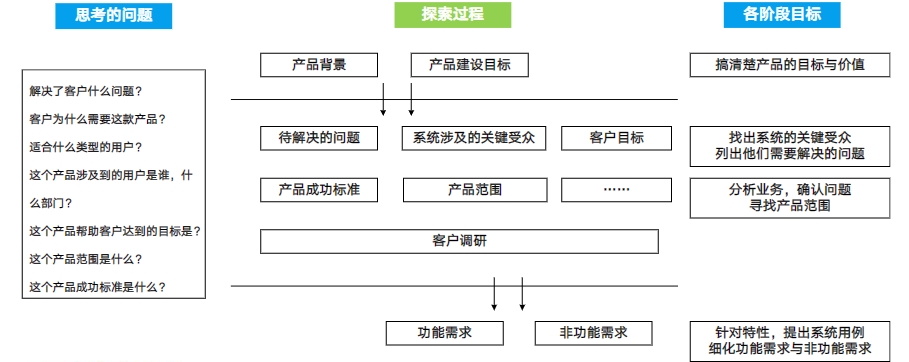 思考的问题
探索过程
各阶段目标
解决了客户什么问题？
客户为什么需要这款产品？
适合什么类型的用户？
这个产品涉及到的用户是谁，什
么部门？
这个产品帮助客户达到的目标是？
这个产品范围是什么？
这个产品成功标准是什么？
产品背景
产品建设目标
搞清楚产品的目标与价值
待解决的问题
系统涉及的关键受众
客户目标
找出系统的关键受众
列出他们需要解决的问题
产品成功标准
产品范围
……
分析业务，确认问题
寻找产品范围
客户调研
功能需求
非功能需求
针对特性，提出系统用例
细化功能需求与非功能需求